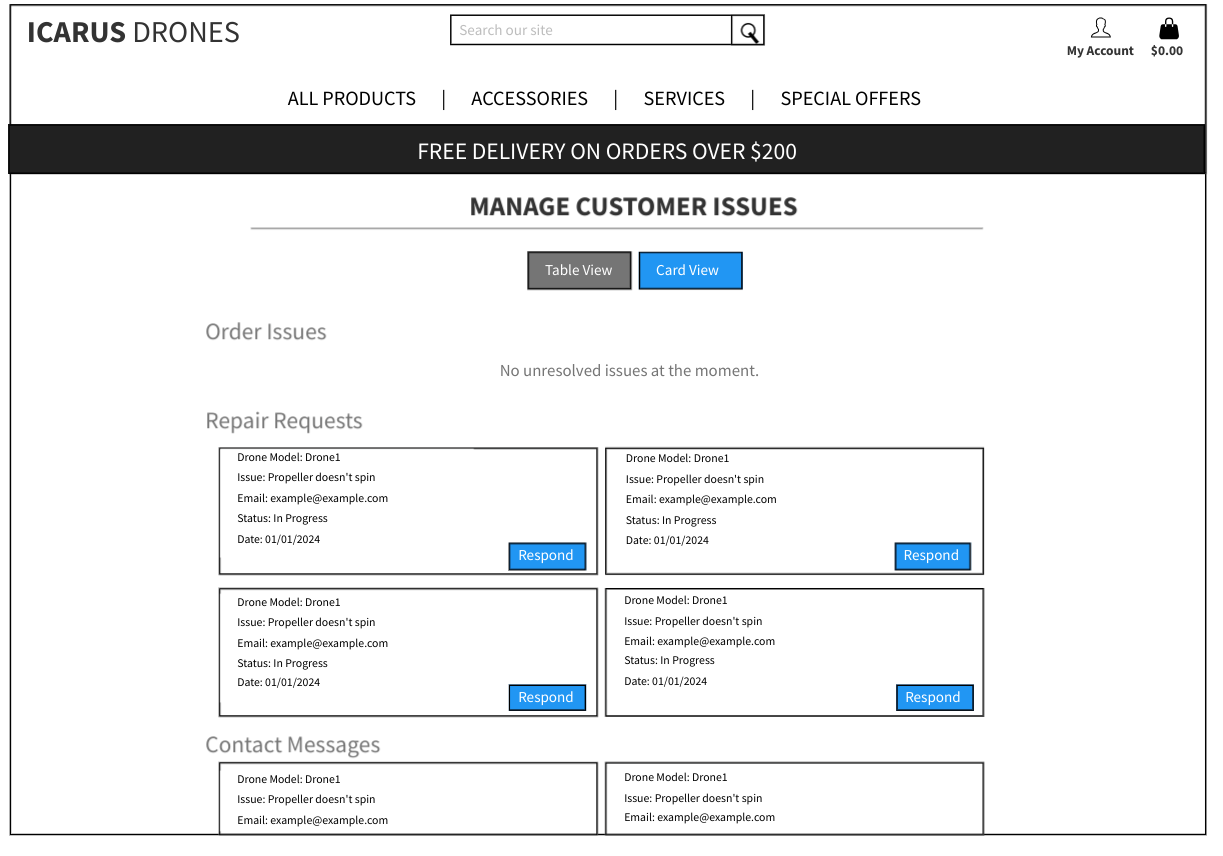 ICARUS DRONES
Search our site
My Account
$0.00
ALL PRODUCTS | ACCESSORIES | SERVICES | SPECIAL OFFERS
FREE DELIVERY ON ORDERS OVER $200
MANAGE CUSTOMER ISSUES
Table View
Card View
Order Issues
No unresolved issues at the moment.
Repair Requests
Drone Model: Drone1
Issue: Propeller doesn't spin
Email: example@example.com
Status: In Progress
Date: 01/01/2024
Respond
Drone Model: Drone1
Issue: Propeller doesn't spin
Email: example@example.com
Status: In Progress
Date: 01/01/2024
Respond
Drone Model: Drone1
Issue: Propeller doesn't spin
Email: example@example.com
Status: In Progress
Date: 01/01/2024
Respond
Drone Model: Drone1
Issue: Propeller doesn't spin
Email: example@example.com
Status: In Progress
Date: 01/01/2024
Respond
Contact Messages
Drone Model: Drone1
Issue: Propeller doesn't spin
Email: example@example.com
Drone Model: Drone1
Issue: Propeller doesn't spin
Email: example@example.com